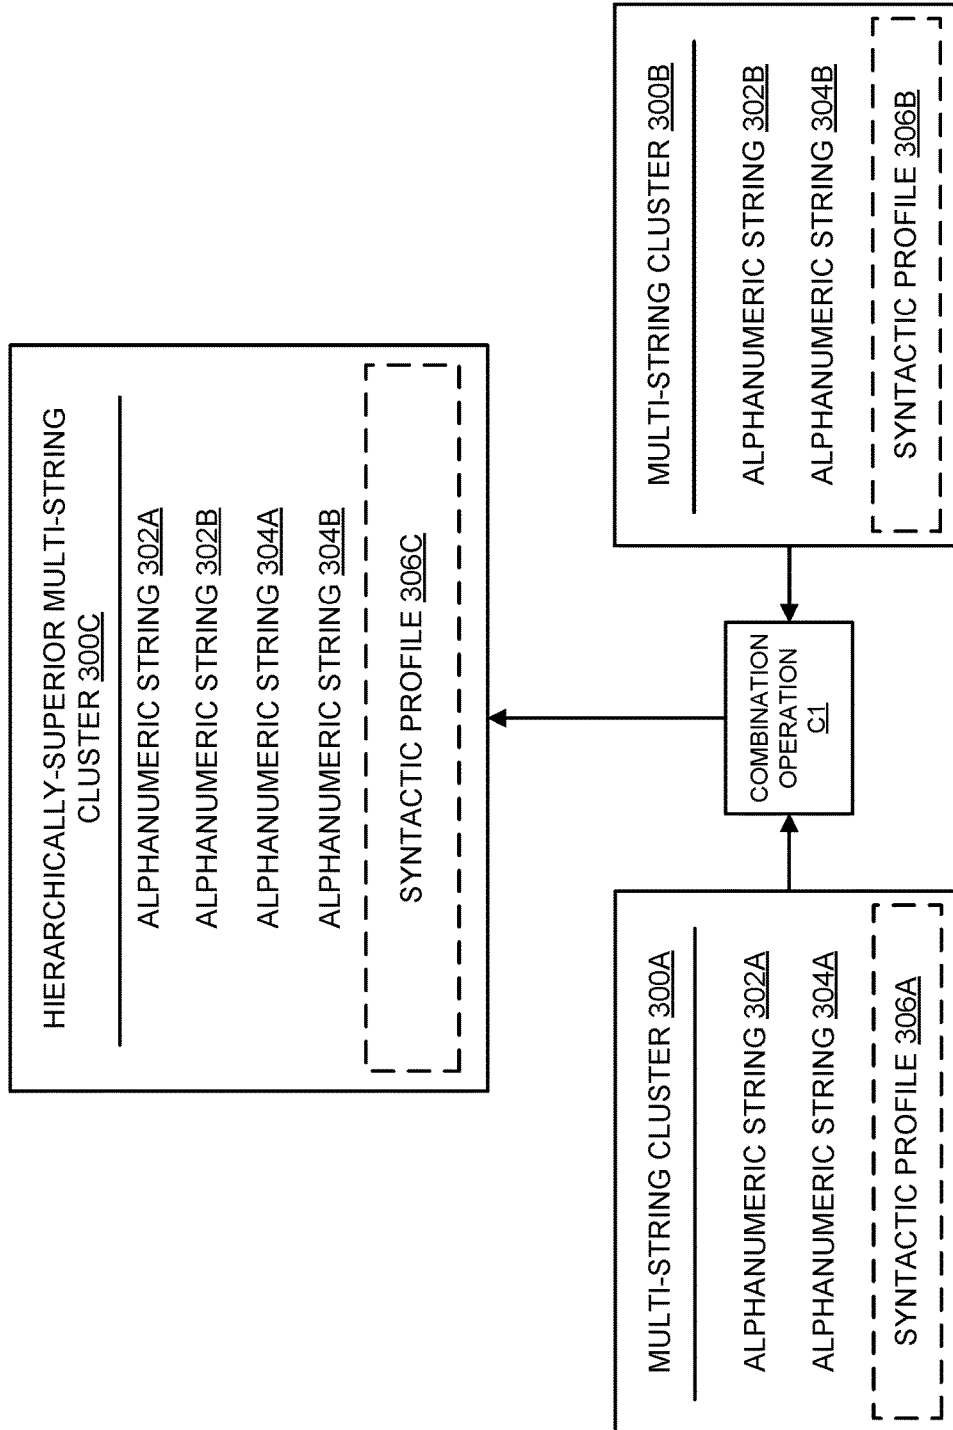 HIERARCHICALLY-SUPERIOR MULTI-STRING
CLUSTER 300C
ALPHANUMERIC STRING 302A
ALPHANUMERIC STRING 302B
ALPHANUMERIC STRING 304A
ALPHANUMERIC STRING 304B
SYNTACTIC PROFILE 306C
COMBINATION
OPERATION
C1
MULTI-STRING CLUSTER 300A
ALPHANUMERIC STRING 302A
ALPHANUMERIC STRING 304A
SYNTACTIC PROFILE 306A
MULTI-STRING CLUSTER 300B
ALPHANUMERIC STRING 302B
ALPHANUMERIC STRING 304B
SYNTACTIC PROFILE 306B